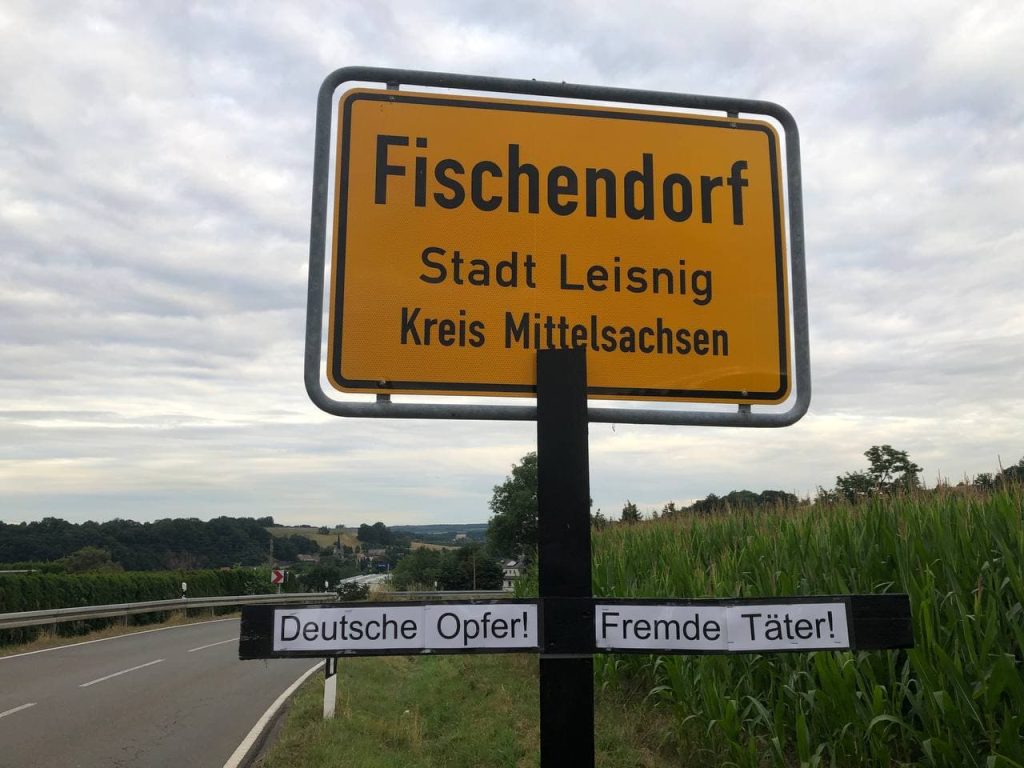 Fischendorf
Stadt Leisnig
Kreis Mittelsachsen
Deutsche Opfer! Fremde Täter!